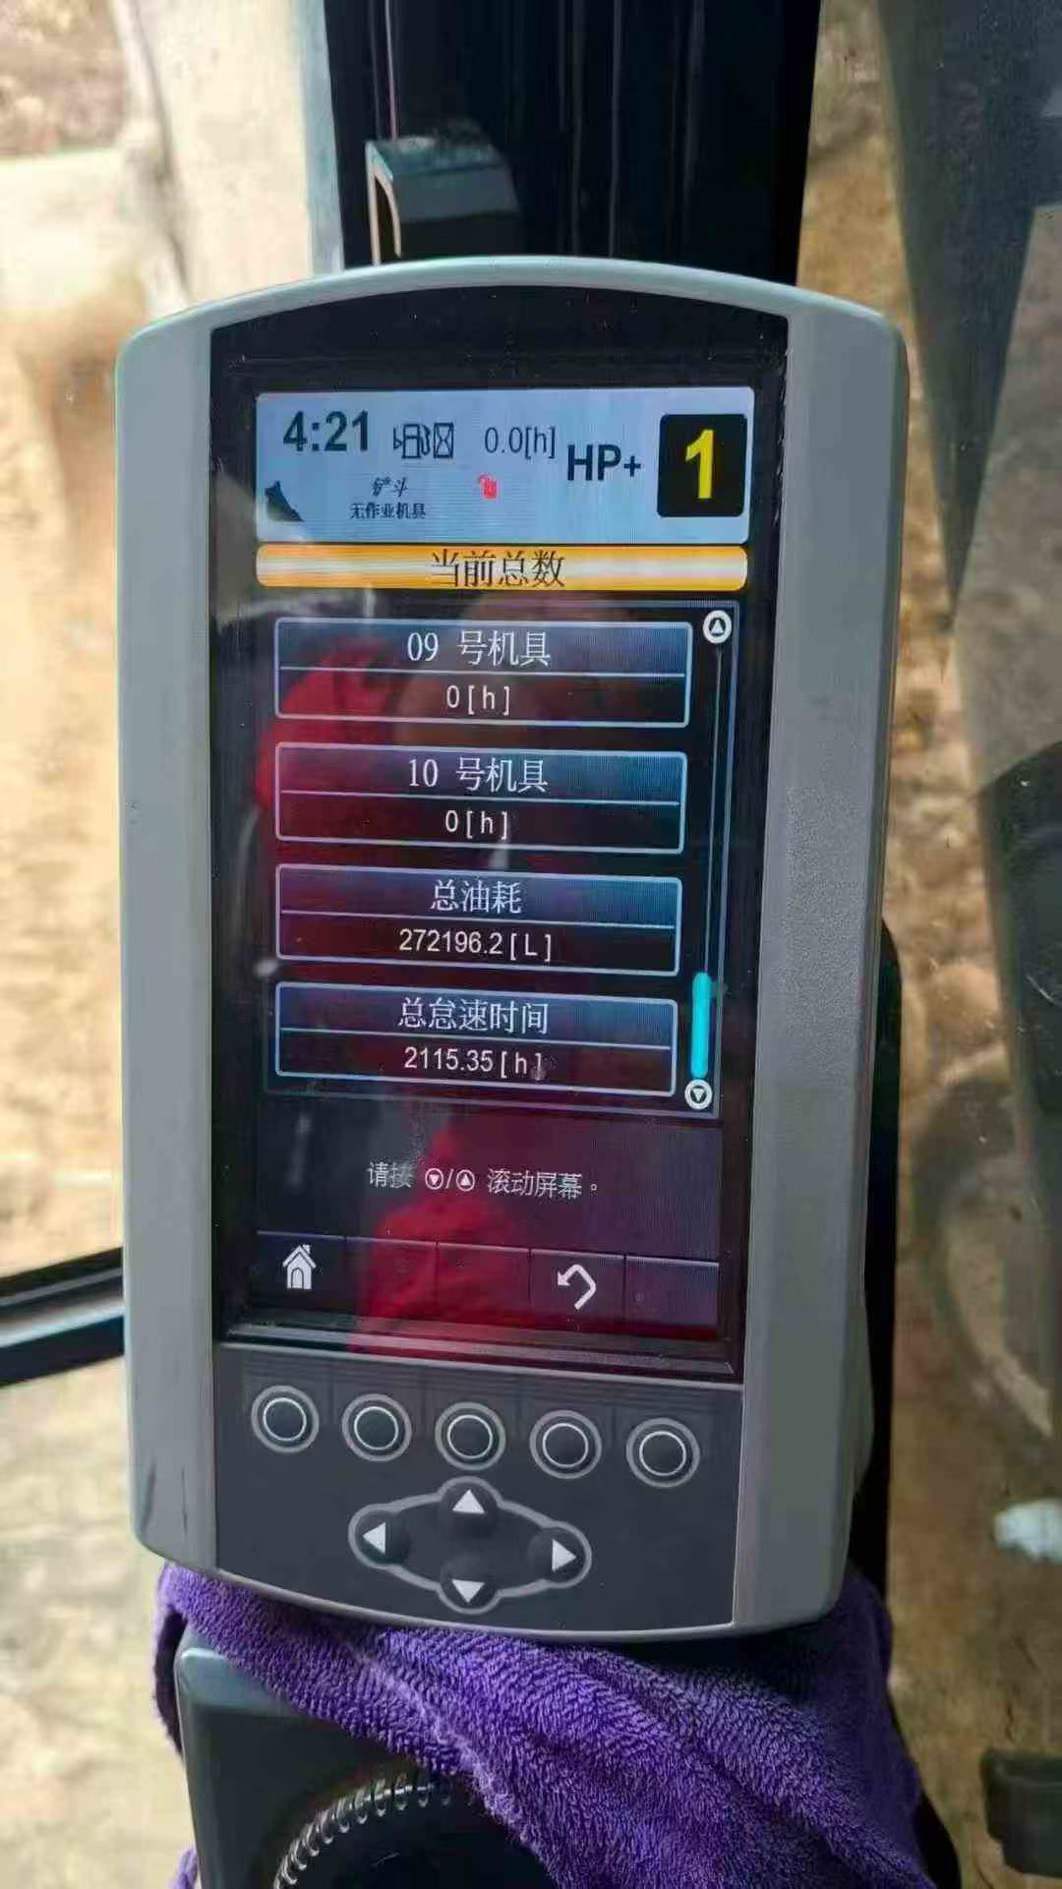 4:21 0.0[h] HP+ 1
铲斗
无作业机具
当前总数
09 号机具
0[h]
10 号机具
0[h]
总油耗
272196.2[L]
总怠速时间
2115.35[h]
请按 ▼/▲ 滚动屏幕。